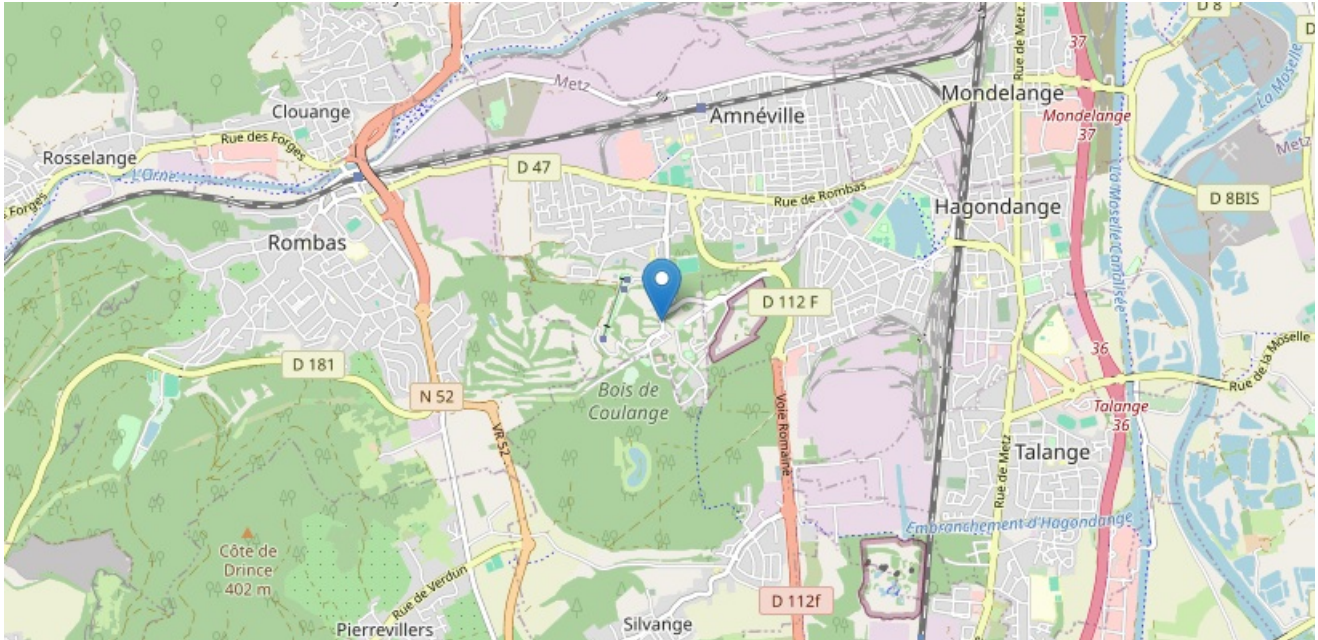 D 8
37
Rue de Metz
La Moselle
Metz
Clouange
Amnéville
Mondelange
Mondelange
37
Rue des Forges
Rosselange
L'Orne
D 47
Metz
Rue de Rombas
D 8BIS
s Forges
Hagondange
Rombas
La Moselle Canalisée
D 112 F
36
Rue de la Moselle
D 181
N 52
Bois de
Coulange
Talange
36
VR 52
Voie Romaine
Rue de Metz
Talange
Embranchement d'Hagondange
Côte de
Drince
402 m
Rue de Verdun
D 112f
Silvange
Pierrevillers